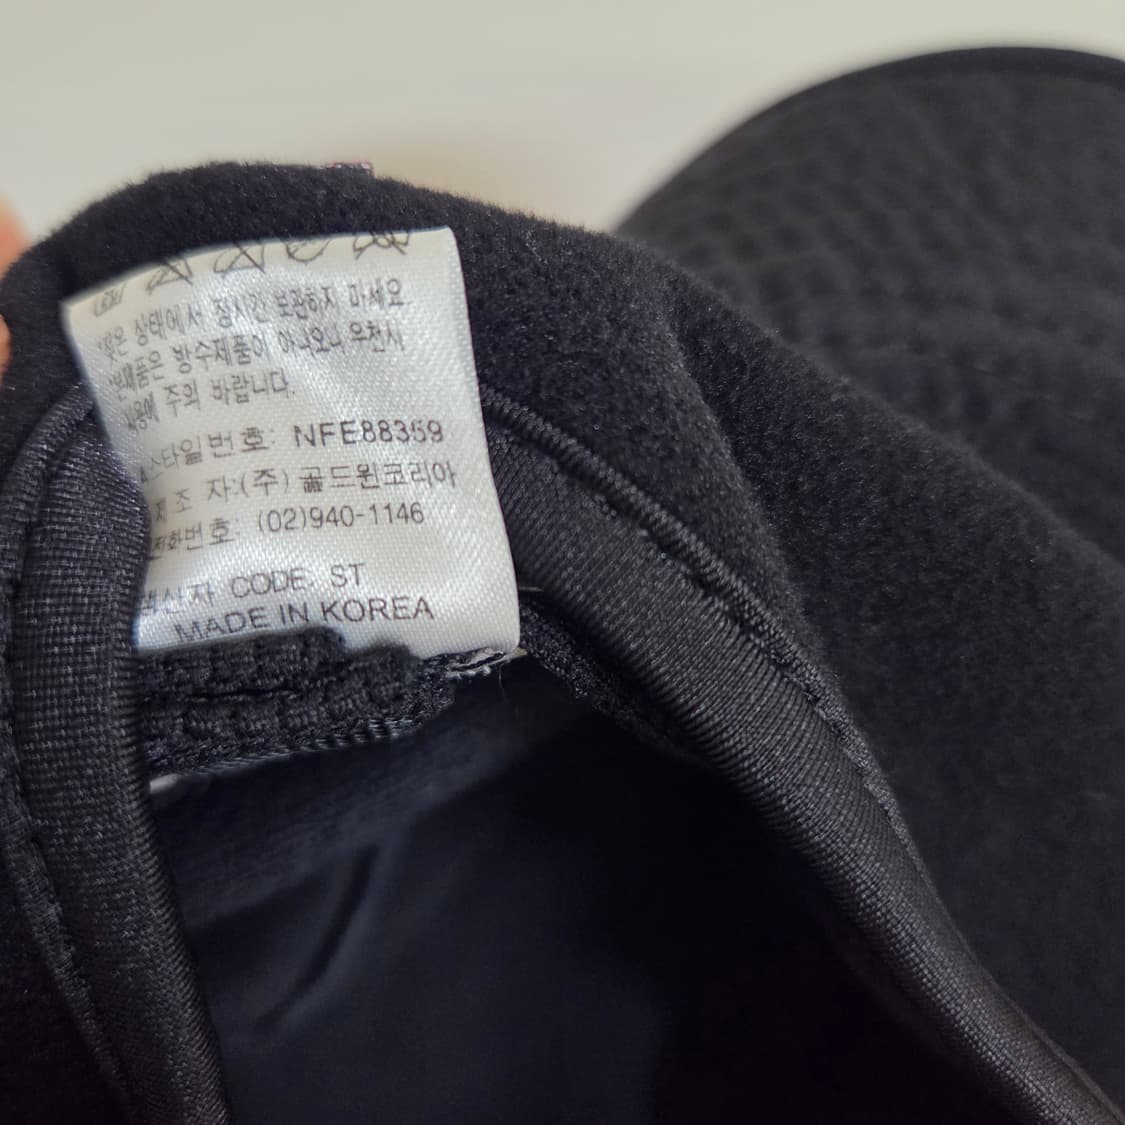 젖은 상태에서 장시간 보관하지 마세요.
본제품은 방수제품이 아니오니 우천시
사용에 주의 바랍니다.
스타일번호: NFE88359
제조 자:(주) 골드윈코리아
전화번호: (02)940-1146
생산자 CODE: ST
MADE IN KOREA